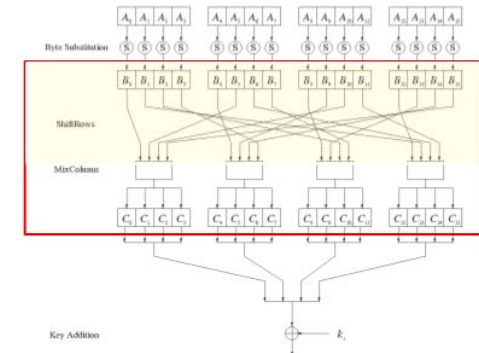 A₀ A₁ A₂ A₃ A₄ A₅ A₆ A₇ A₈ A₉ A₁₀ A₁₁ A₁₂ A₁₃ A₁₄ A₁₅
Byte Substitution S S S S S S S S S S S S S S S S
B₀ B₁ B₂ B₃ B₄ B₅ B₆ B₇ B₈ B₉ B₁₀ B₁₁ B₁₂ B₁₃ B₁₄ B₁₅
ShiftRows
MixColumn
C₀ C₁ C₂ C₃ C₄ C₅ C₆ C₇ C₈ C₉ C₁₀ C₁₁ C₁₂ C₁₃ C₁₄ C₁₅
Key Addition kᵢ